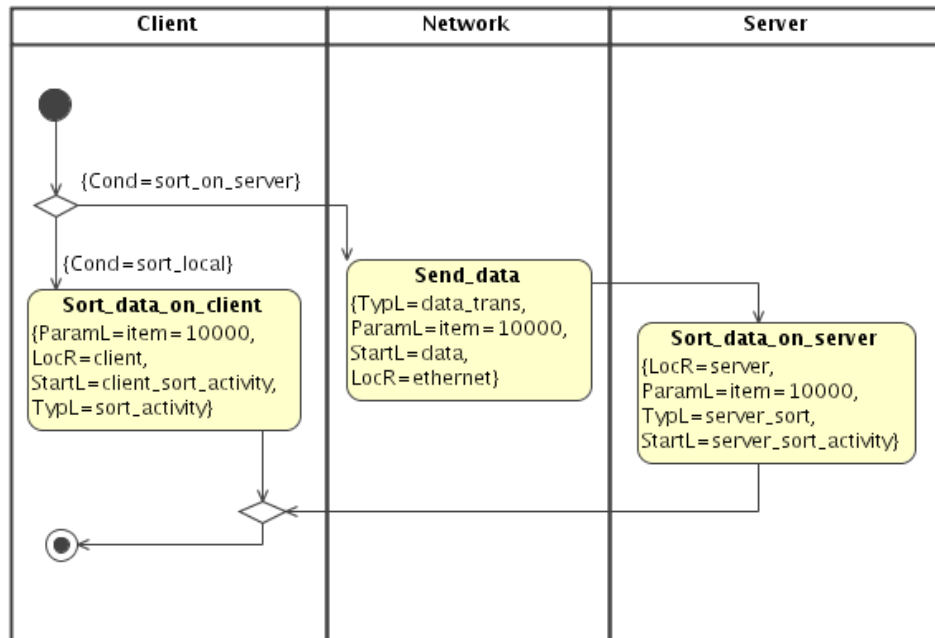 Client
Network
Server
{Cond=sort_on_server}
{Cond=sort_local}
Sort_data_on_client
{ParamL=item=10000,
LocR=client,
StartL=client_sort_activity,
TypL=sort_activity}
Send_data
{TypL=data_trans,
ParamL=item=10000,
StartL=data,
LocR=ethernet}
Sort_data_on_server
{LocR=server,
ParamL=item=10000,
TypL=server_sort,
StartL=server_sort_activity}